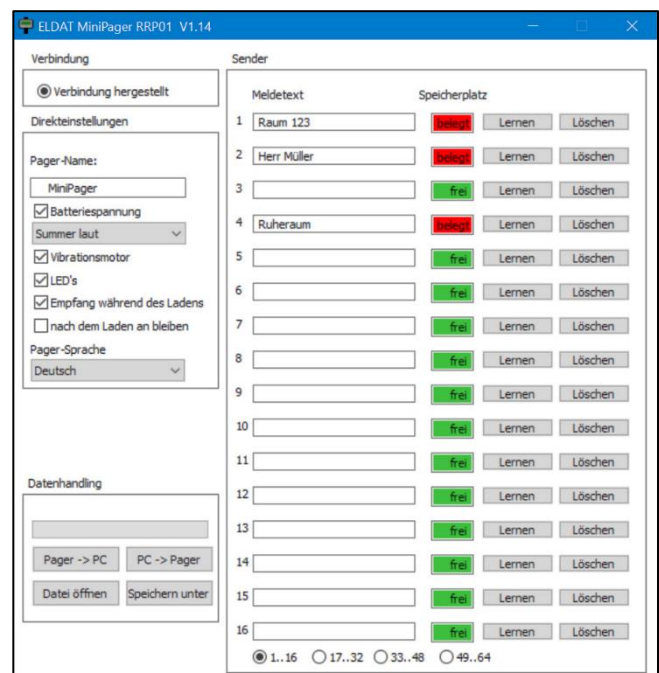 ELDAT MiniPager RRP01 V1.14
Verbindung
Verbindung hergestellt
Direkteinstellungen
Pager-Name:
MiniPager
Batteriespannung
Summer laut
Vibrationsmotor
LED's
Empfang während des Ladens
nach dem Laden an bleiben
Pager-Sprache
Deutsch
Datenhandling
Pager -> PC PC -> Pager
Datei öffnen Speichern unter
Sender
Meldetext Speicherplatz
1 Raum 123 belegt Lernen Löschen
2 Herr Müller belegt Lernen Löschen
3 frei Lernen Löschen
4 Ruheraum belegt Lernen Löschen
5 frei Lernen Löschen
6 frei Lernen Löschen
7 frei Lernen Löschen
8 frei Lernen Löschen
9 frei Lernen Löschen
10 frei Lernen Löschen
11 frei Lernen Löschen
12 frei Lernen Löschen
13 frei Lernen Löschen
14 frei Lernen Löschen
15 frei Lernen Löschen
16 frei Lernen Löschen
1..16 17..32 33..48 49..64